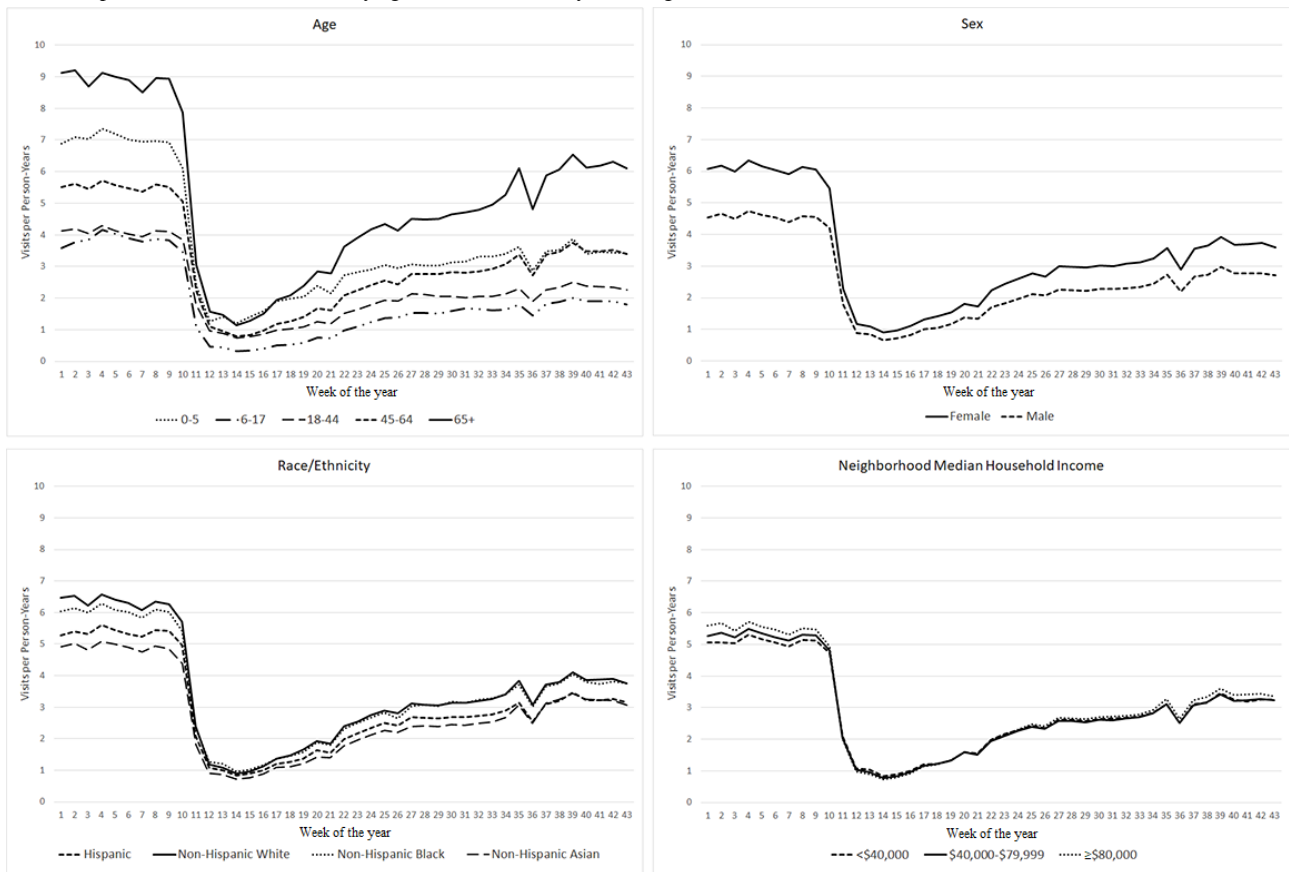 Age
10
9
8
7
6
5
4
3
2
1
0
Visits per Person-Years
1 2 3 4 5 6 7 8 9 10 11 12 13 14 15 16 17 18 19 20 21 22 23 24 25 26 27 28 29 30 31 32 33 34 35 36 37 38 39 40 41 42 43
Week of the year
0-5 6-17 18-44 45-64 65+
Sex
10
9
8
7
6
5
4
3
2
1
0
Visits per Person-Years
1 2 3 4 5 6 7 8 9 10 11 12 13 14 15 16 17 18 19 20 21 22 23 24 25 26 27 28 29 30 31 32 33 34 35 36 37 38 39 40 41 42 43
Week of the year
Female Male
Race/Ethnicity
10
9
8
7
6
5
4
3
2
1
0
Visits per Person-Years
1 2 3 4 5 6 7 8 9 10 11 12 13 14 15 16 17 18 19 20 21 22 23 24 25 26 27 28 29 30 31 32 33 34 35 36 37 38 39 40 41 42 43
Week of the year
Hispanic Non-Hispanic White Non-Hispanic Black Non-Hispanic Asian
Neighborhood Median Household Income
10
9
8
7
6
5
4
3
2
1
0
Visits per Person-Years
1 2 3 4 5 6 7 8 9 10 11 12 13 14 15 16 17 18 19 20 21 22 23 24 25 26 27 28 29 30 31 32 33 34 35 36 37 38 39 40 41 42 43
Week of the year
<$40,000 $40,000-$79,999 ≥$80,000